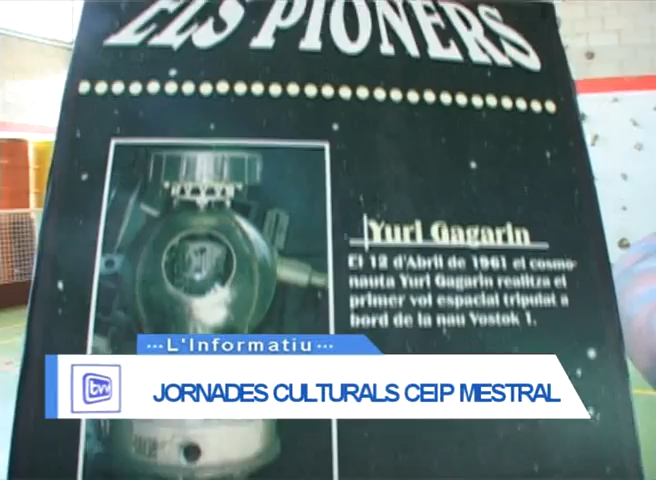 ELS PIONERS
Yuri Gagarin
El 12 d'Abril de 1961 el cosmo-
nauta Yuri Gagarin realitza el
primer vol espacial tripulat a
bord de la nau Vostok 1.
...L'Informatiu...
tvv
JORNADES CULTURALS CEIP MESTRAL